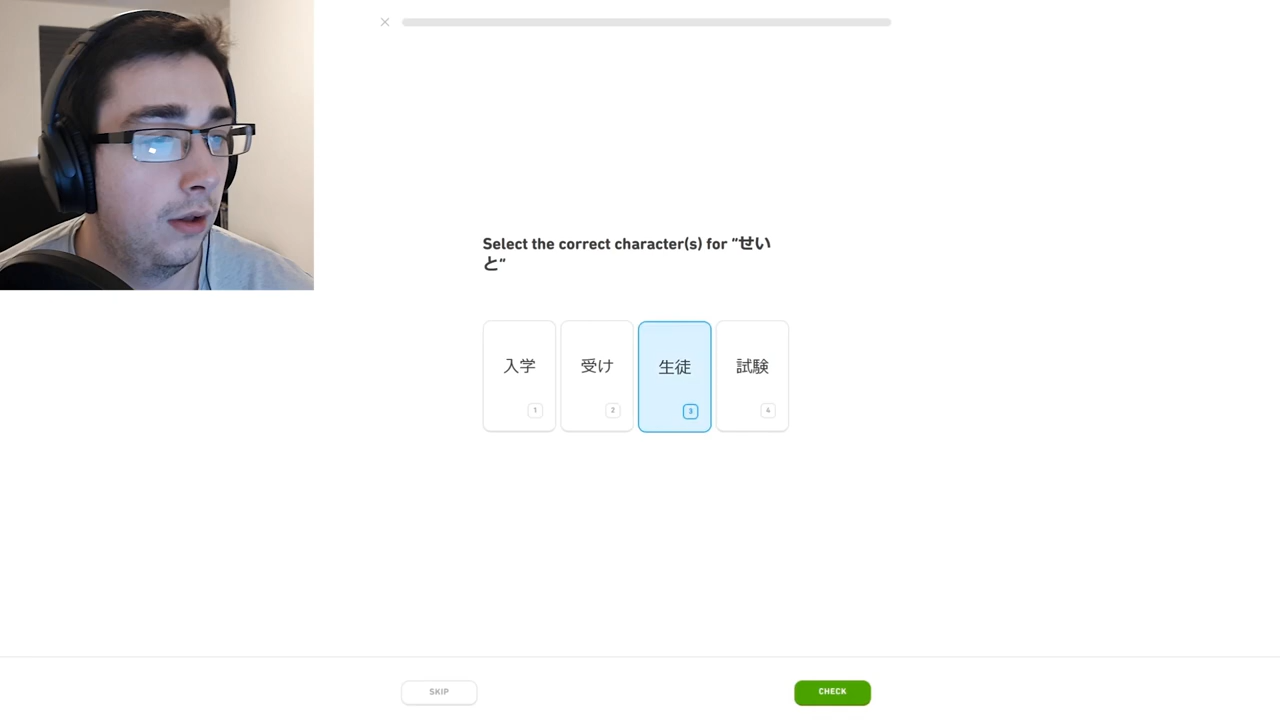 Select the correct character(s) for "せい
と"
入学
1
受け
2
生徒
3
試験
4
SKIP
CHECK